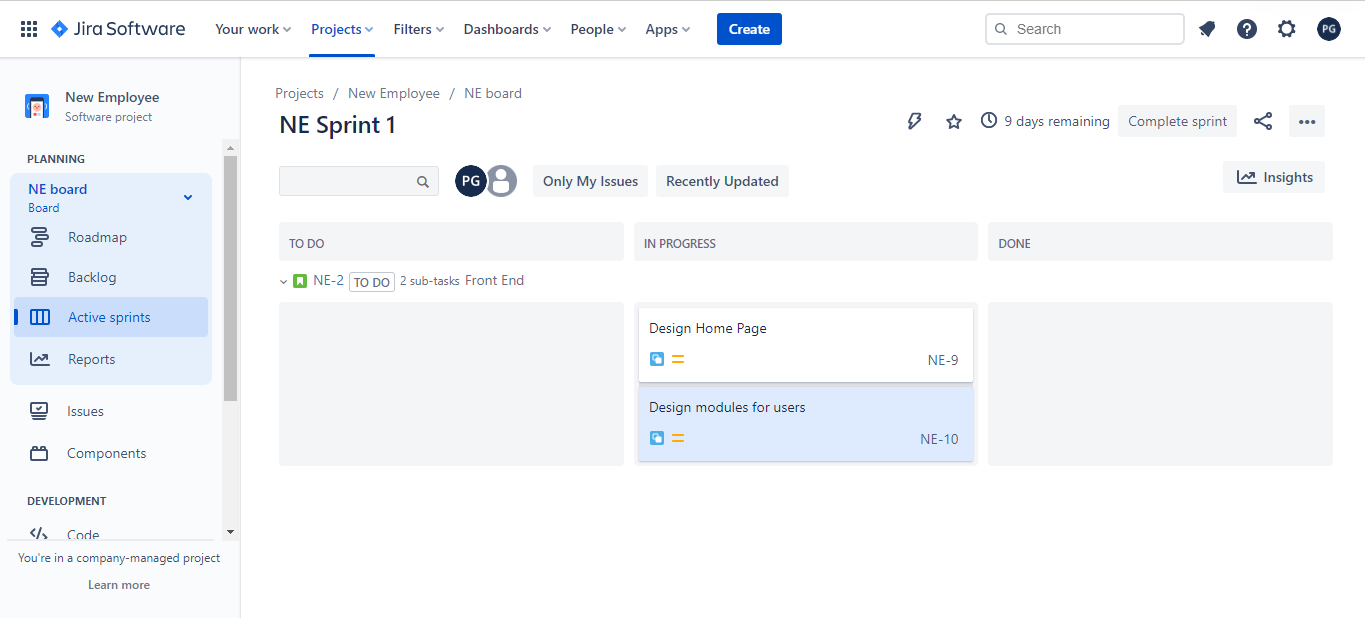 Jira Software Your work Projects Filters Dashboards People Apps Create Search PG
New Employee
Software project
PLANNING
NE board
Board
Roadmap
Backlog
Active sprints
Reports
Issues
Components
DEVELOPMENT
Code
You're in a company-managed project
Learn more
Projects / New Employee / NE board
NE Sprint 1
9 days remaining Complete sprint
PG Only My Issues Recently Updated Insights
TO DO IN PROGRESS DONE
NE-2 TO DO 2 sub-tasks Front End
Design Home Page
NE-9
Design modules for users
NE-10